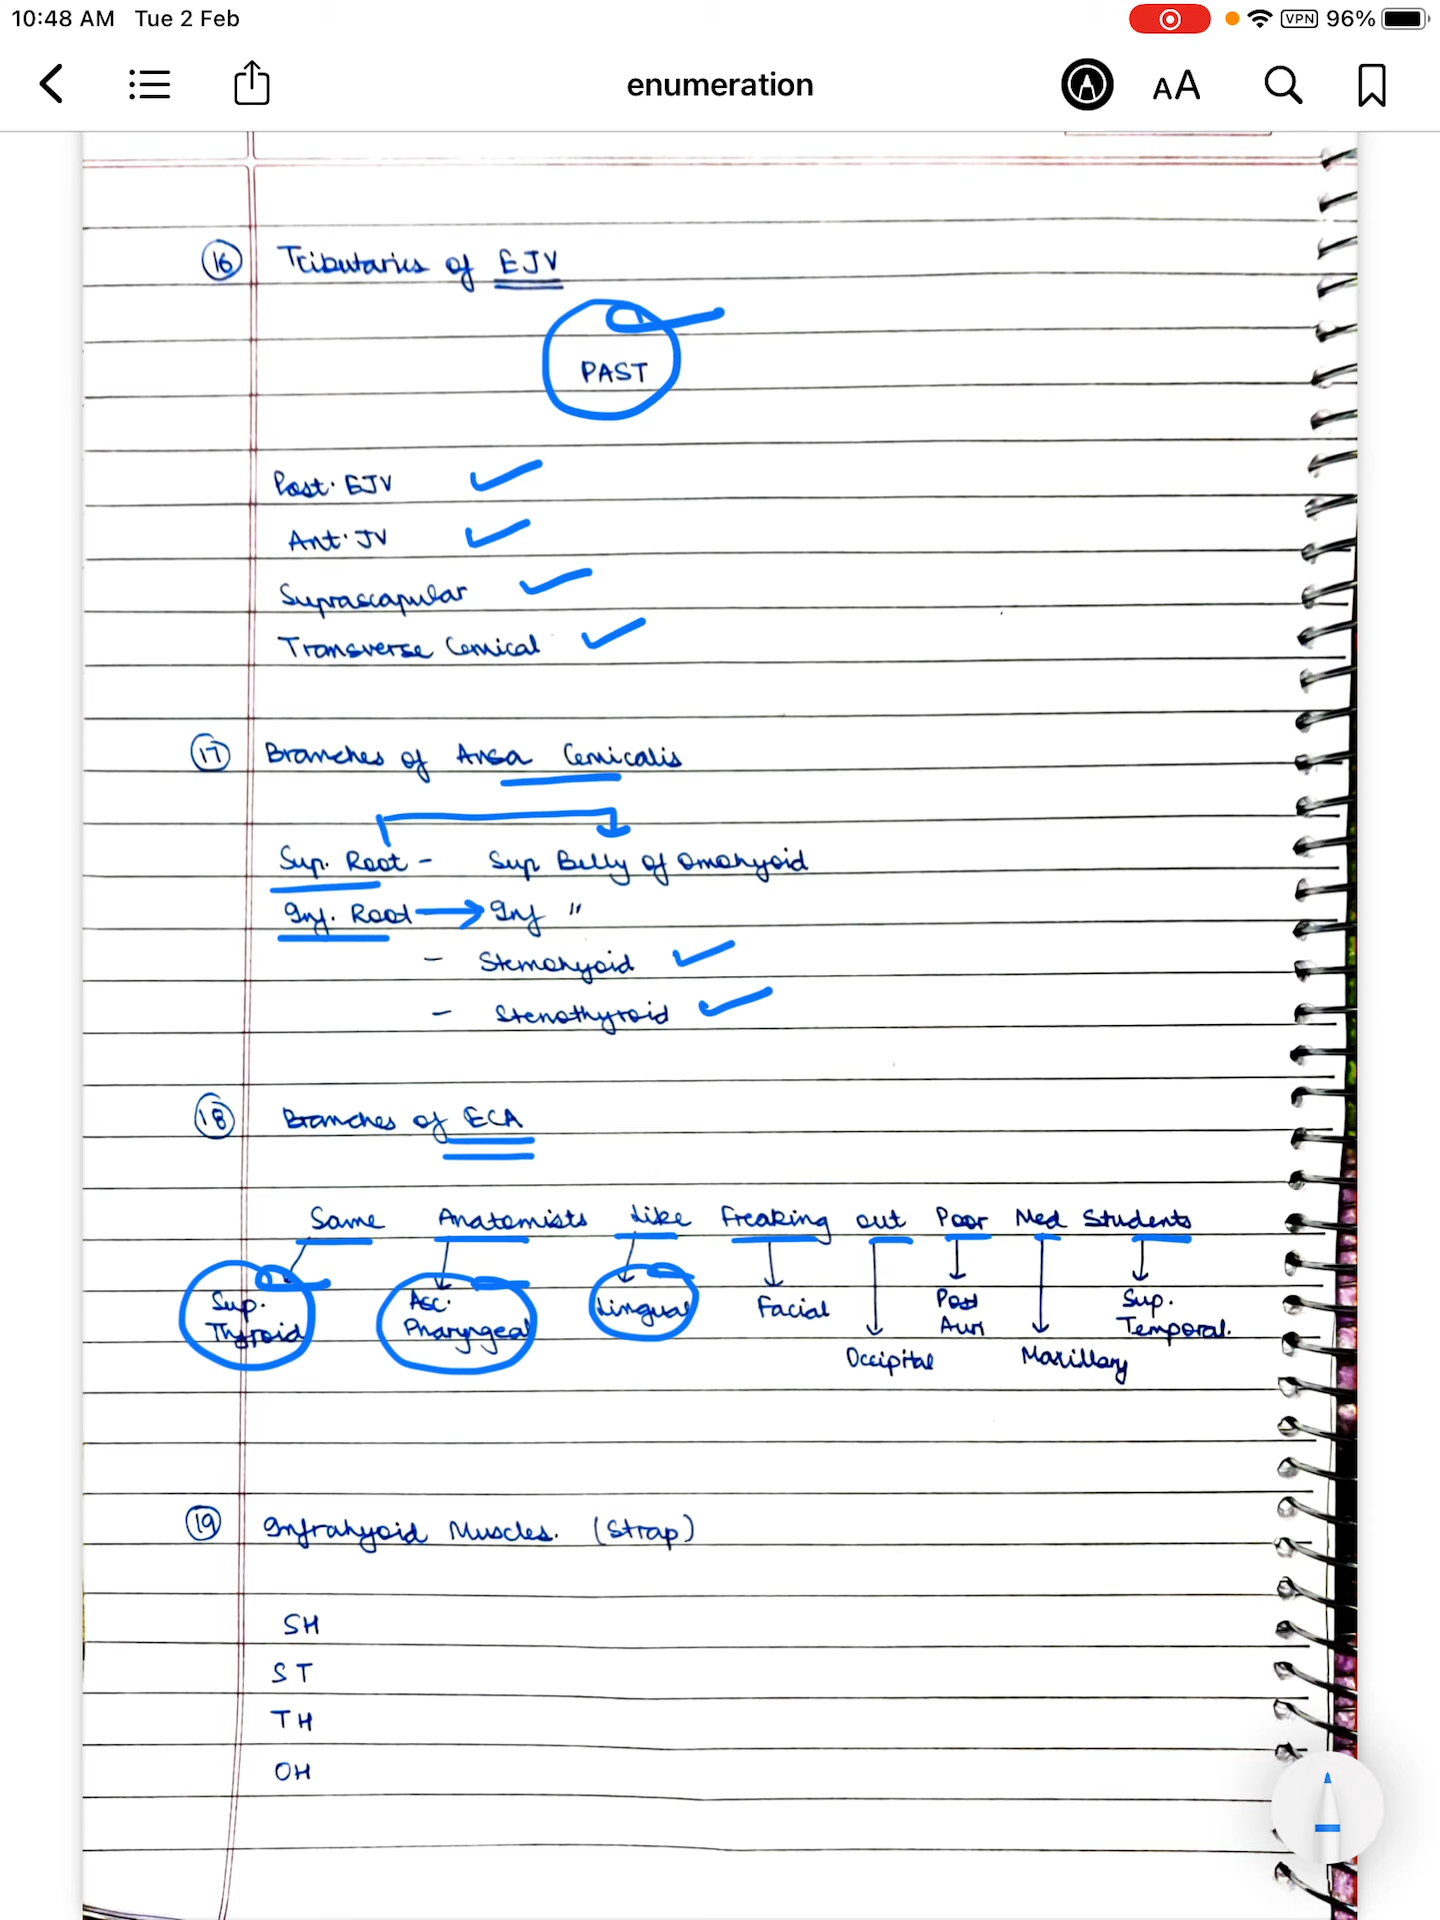 10:48 AM Tue 2 Feb VPN 96%
enumeration
16 Tributaries of EJV
PAST
Post. EJV
Ant. JV
Suprascapular
Transverse Cervical
17 Branches of Ansa Cervicalis
Sup. Root - Sup Belly of Omohyoid
Inf. Root → Inf "
- Sternohyoid
- Stenothyroid
18 Branches of ECA
Same Anatomists Like Freaking out Poor Med Students
Sup. Thyroid Asc. Pharyngeal Lingual Facial Occipital Post Auri Maxillary Sup. Temporal.
19 Infrahyoid Muscles. (Strap)
SH
ST
TH
OH